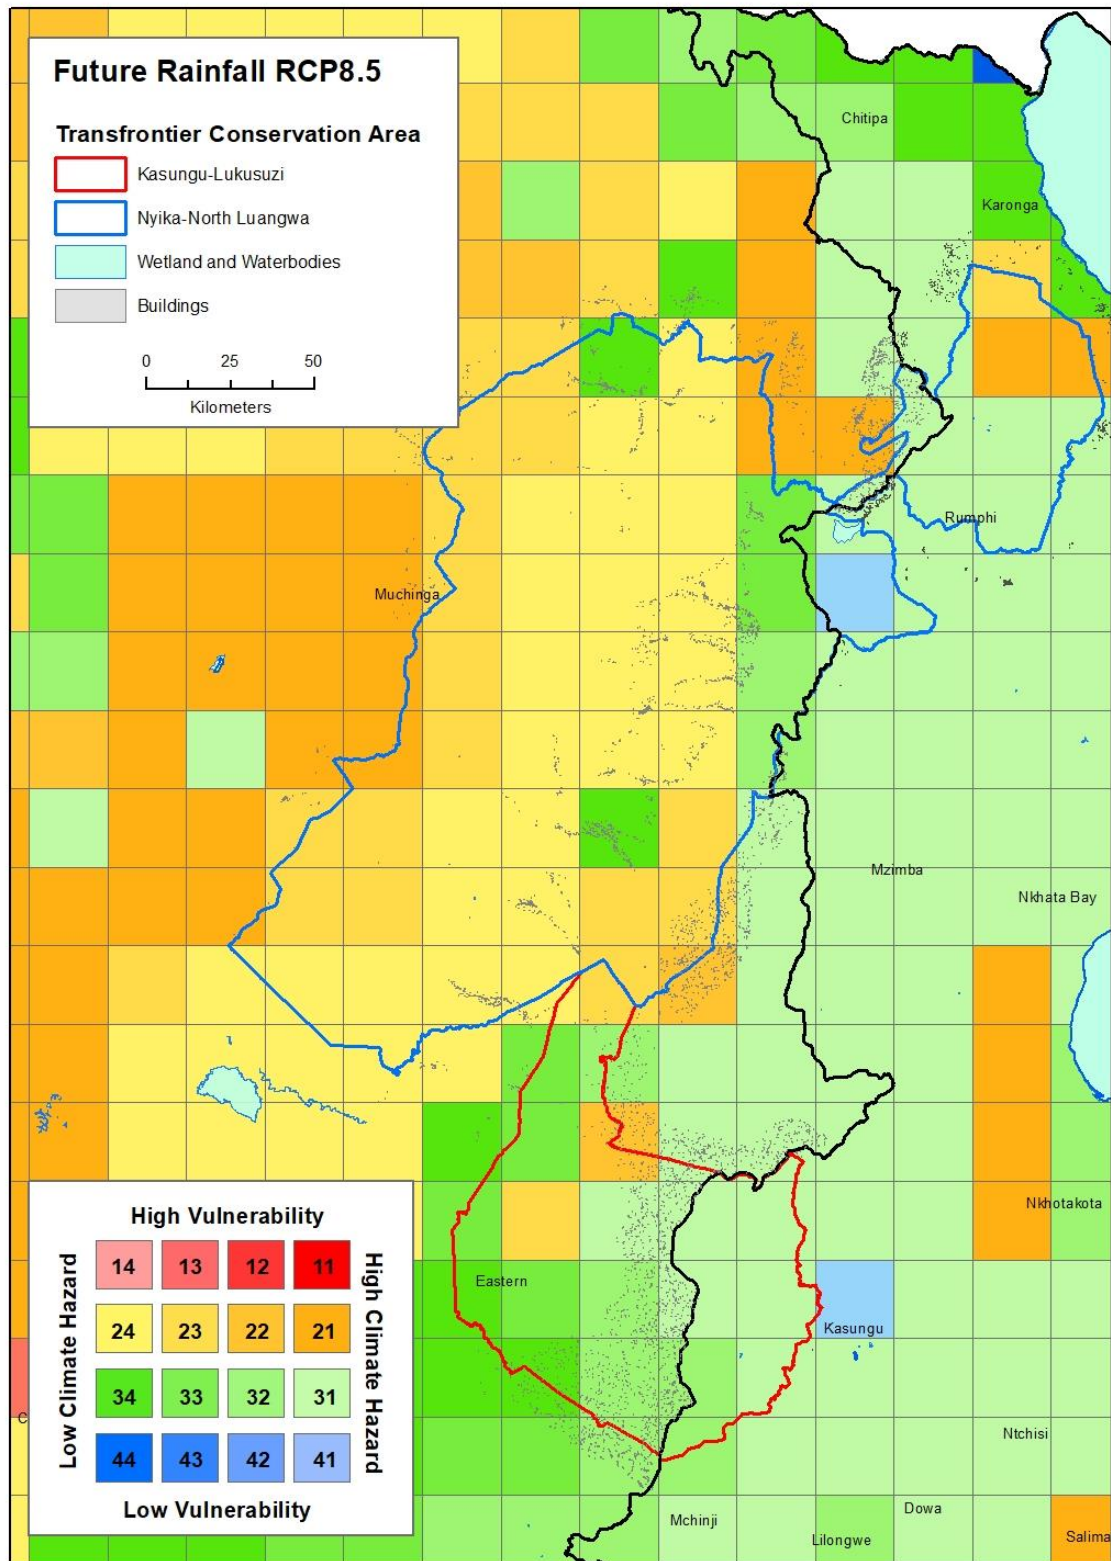 Future Rainfall RCP8.5
Transfrontier Conservation Area
Kasungu-Lukusuzi
Nyika-North Luangwa
Wetland and Waterbodies
Buildings
0 25 50
Kilometers
Chitipa
Karonga
Rumphi
Muchinga
Mzimba
Nkhata Bay
Nkhotakota
Eastern
Kasungu
Ntchisi
Dowa
Mchinji
Lilongwe
Salima
C
High Vulnerability
Low Climate Hazard
14 13 12 11
24 23 22 21
34 33 32 31
44 43 42 41
High Climate Hazard
Low Vulnerability